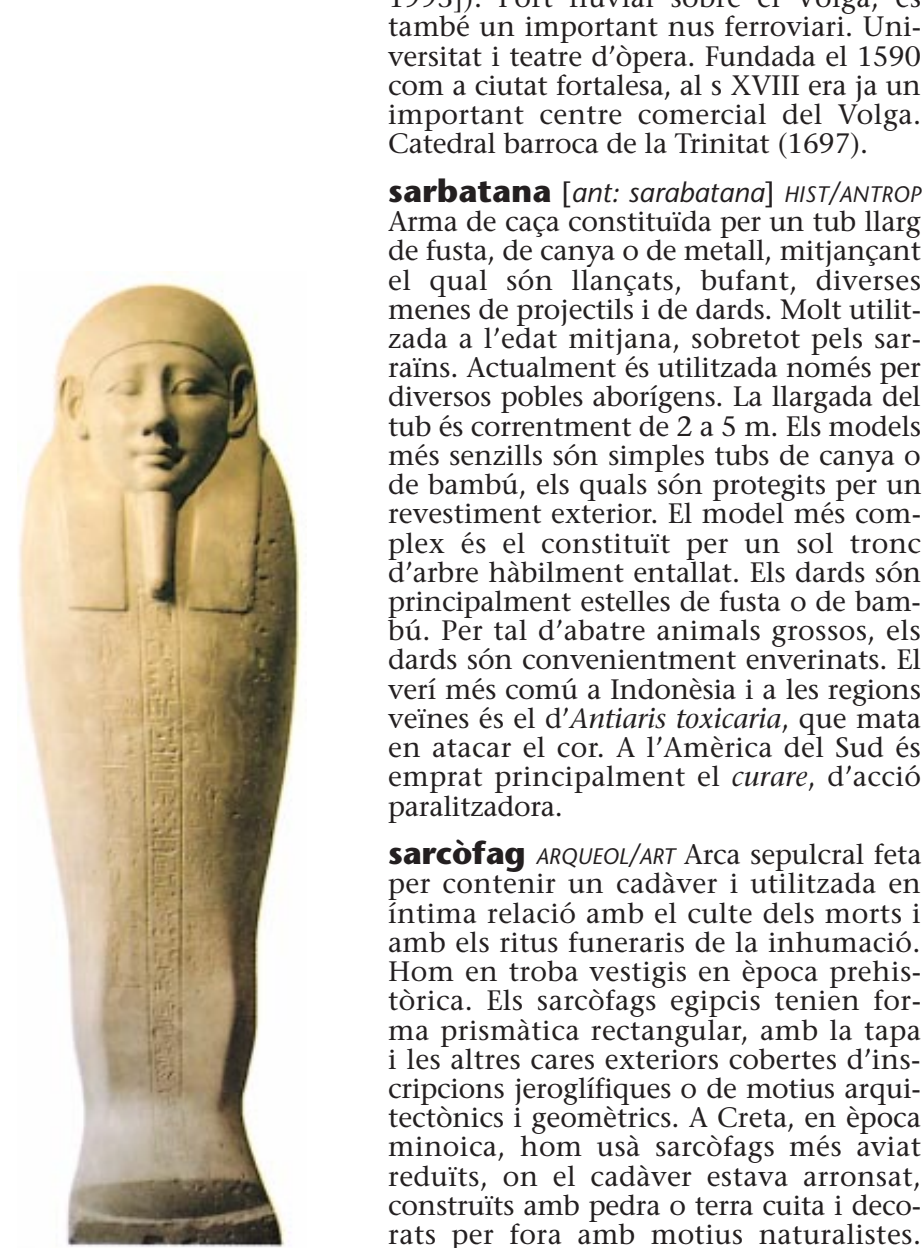 1993]). Port fluvial sobre el Volga, és
també un important nus ferroviari. Uni-
versitat i teatre d’òpera. Fundada el 1590
com a ciutat fortalesa, al s XVIII era ja un
important centre comercial del Volga.
Catedral barroca de la Trinitat (1697).
sarbatana [ant: sarabatana] HIST/ANTROP
Arma de caça constituïda per un tub llarg
de fusta, de canya o de metall, mitjançant
el qual són llançats, bufant, diverses
menes de projectils i de dards. Molt utilit-
zada a l’edat mitjana, sobretot pels sar-
raïns. Actualment és utilitzada només per
diversos pobles aborígens. La llargada del
tub és correntment de 2 a 5 m. Els models
més senzills són simples tubs de canya o
de bambú, els quals són protegits per un
revestiment exterior. El model més com-
plex és el constituït per un sol tronc
d’arbre hàbilment entallat. Els dards són
principalment estelles de fusta o de bam-
bú. Per tal d’abatre animals grossos, els
dards són convenientment enverinats. El
verí més comú a Indonèsia i a les regions
veïnes és el d’Antiaris toxicaria, que mata
en atacar el cor. A l’Amèrica del Sud és
emprat principalment el curare, d’acció
paralitzadora.
sarcòfag ARQUEOL/ART Arca sepulcral feta
per contenir un cadàver i utilitzada en
íntima relació amb el culte dels morts i
amb els ritus funeraris de la inhumació.
Hom en troba vestigis en època prehis-
tòrica. Els sarcòfags egipcis tenien for-
ma prismàtica rectangular, amb la tapa
i les altres cares exteriors cobertes d’ins-
cripcions jeroglífiques o de motius arqui-
tectònics i geomètrics. A Creta, en època
minoica, hom usà sarcòfags més aviat
reduïts, on el cadàver estava arronsat,
construïts amb pedra o terra cuita i deco-
rats per fora amb motius naturalistes.